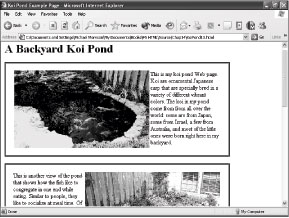 Koi Pond Example Page - Microsoft Internet Explorer
File Edit View Favorites Tools Help
Back Search Favorites Media
Address
Go Links
A Backyard Koi Pond
This is my koi pond Web page.
Koi are ornamental Japanese
carp that are specially bred in a
variety of different vibrant
colors. The koi in my pond
come from from all over the
world: some are from Japan,
some from Israel, a few from
Australia, and most of the little
ones were born right here in my
backyard.
This is another view of the pond
that shows how the fish like to
congregate in one end while
eating. Similar to people, they
like to socialize at meal time. Of
Done
My Computer